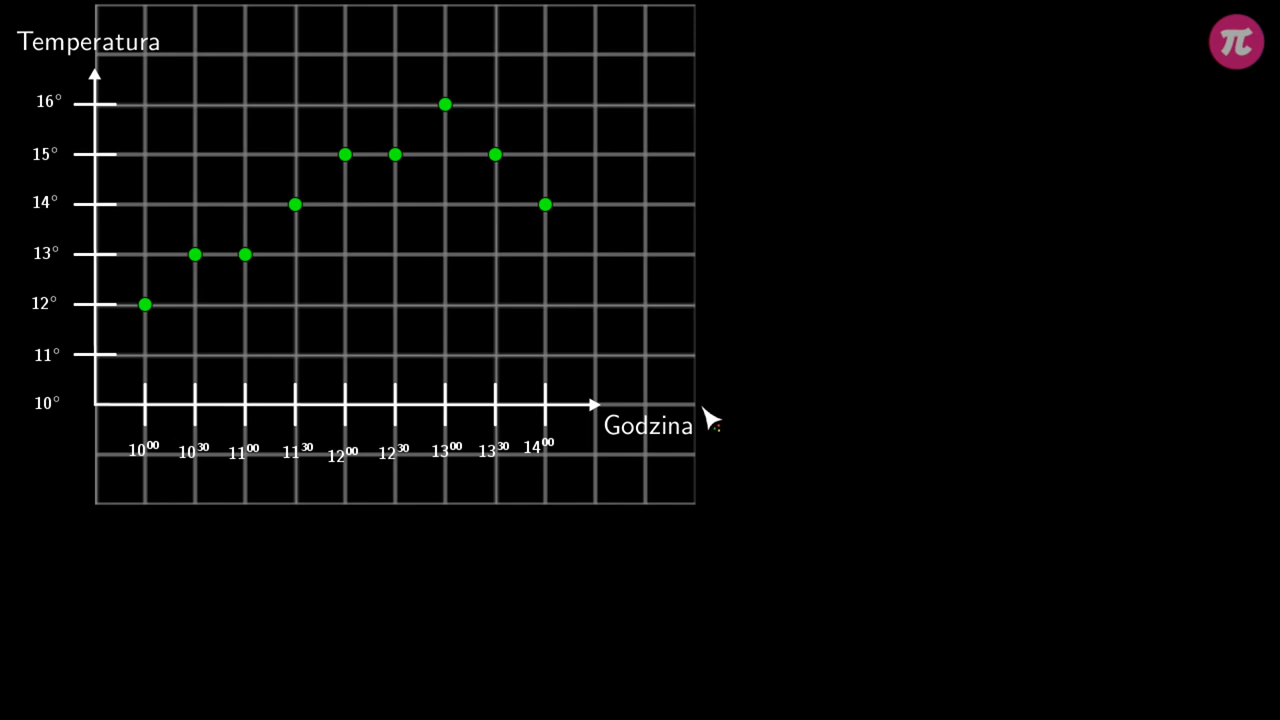 Temperatura
16°
15°
14°
13°
12°
11°
10°
Godzina
10⁰⁰ 10³⁰ 11⁰⁰ 11³⁰ 12⁰⁰ 12³⁰ 13⁰⁰ 13³⁰ 14⁰⁰
π